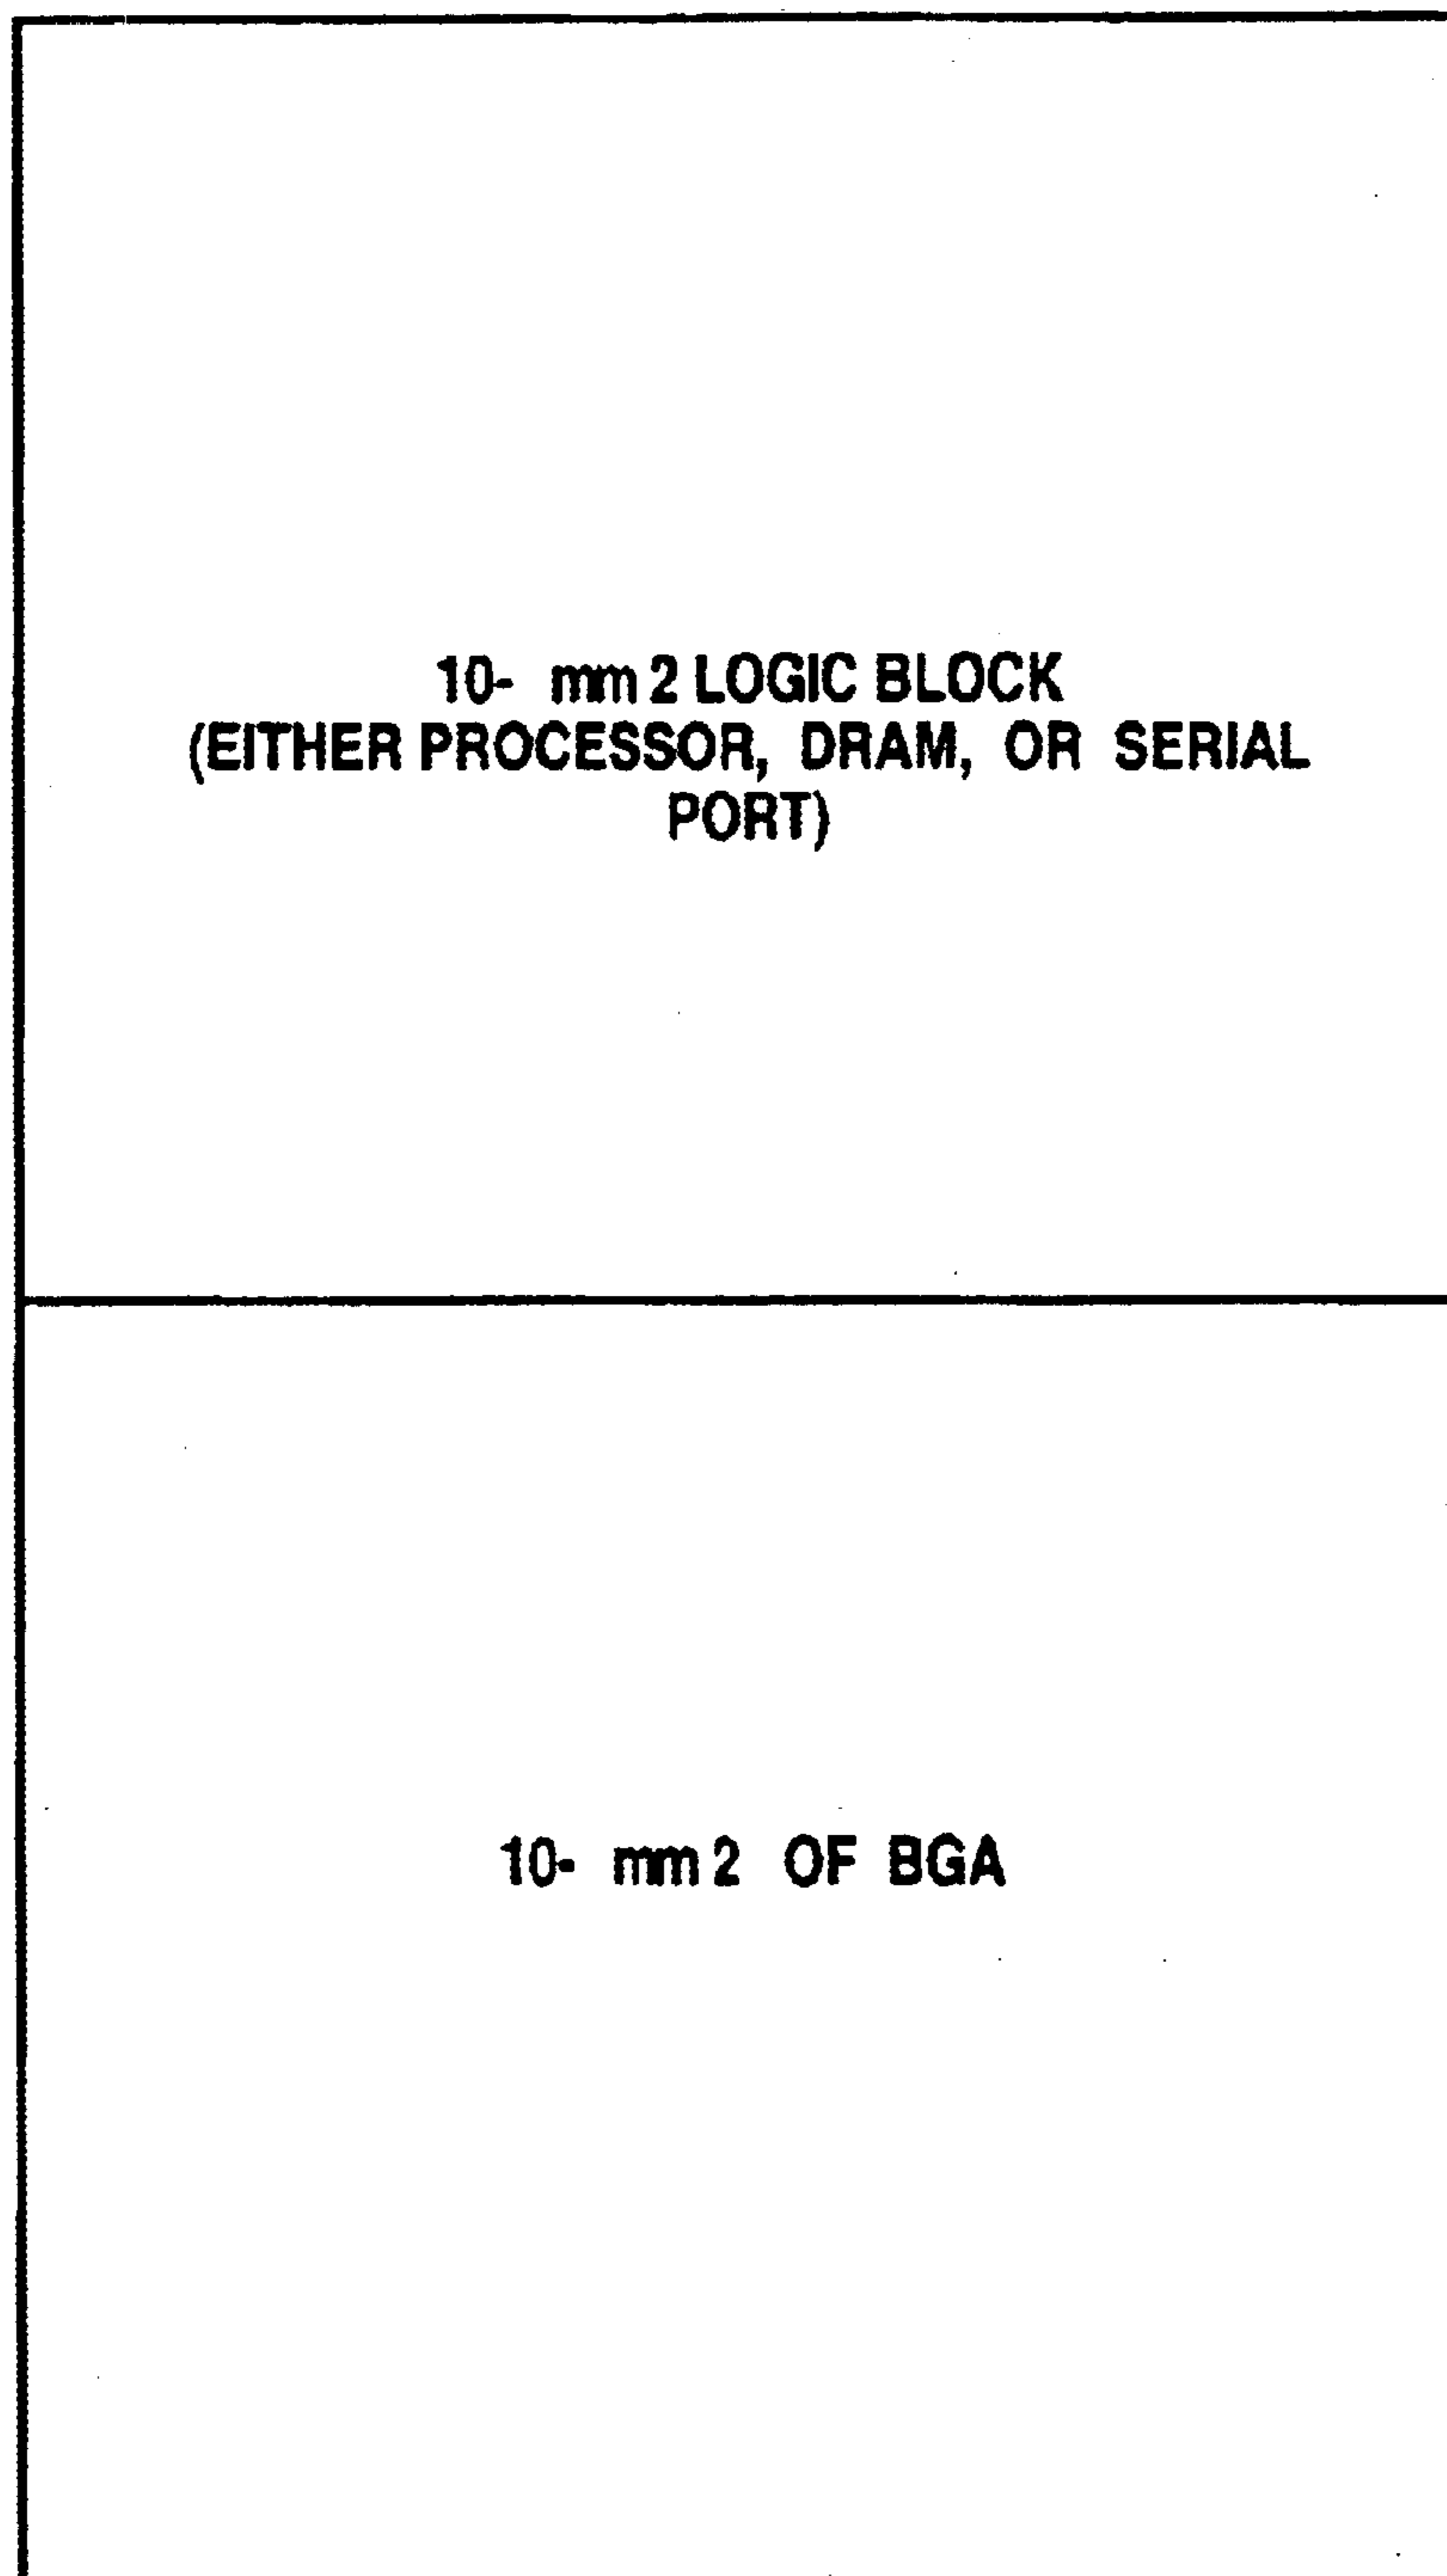 10- mm 2 LOGIC BLOCK
(EITHER PROCESSOR, DRAM, OR SERIAL
PORT)
10- mm 2 OF BGA